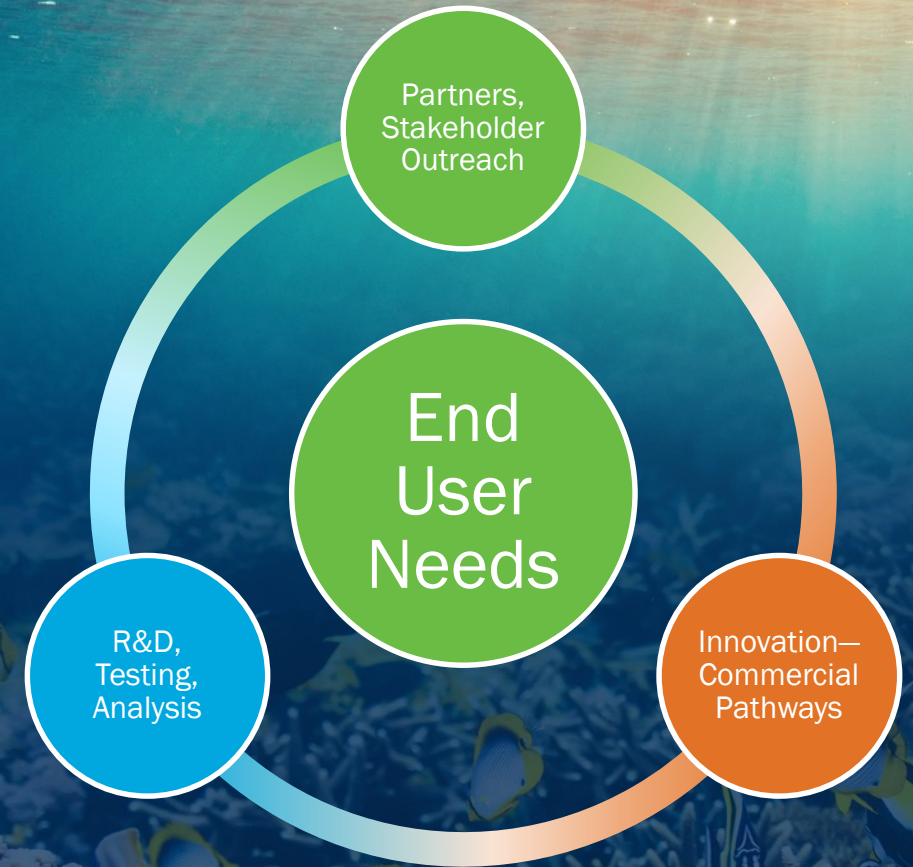 Partners,
Stakeholder
Outreach
End
User
Needs
R&D,
Testing,
Analysis
Innovation—
Commercial
Pathways